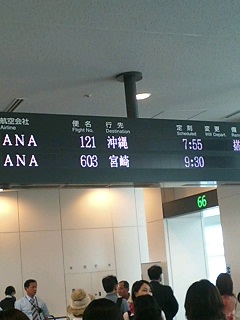 航空会社 便名 行先 定刻 変更 備
Airline Flight No. Destination Scheduled Will Depart.
ANA 121 沖縄 7:55
ANA 603 宮崎 9:30
66